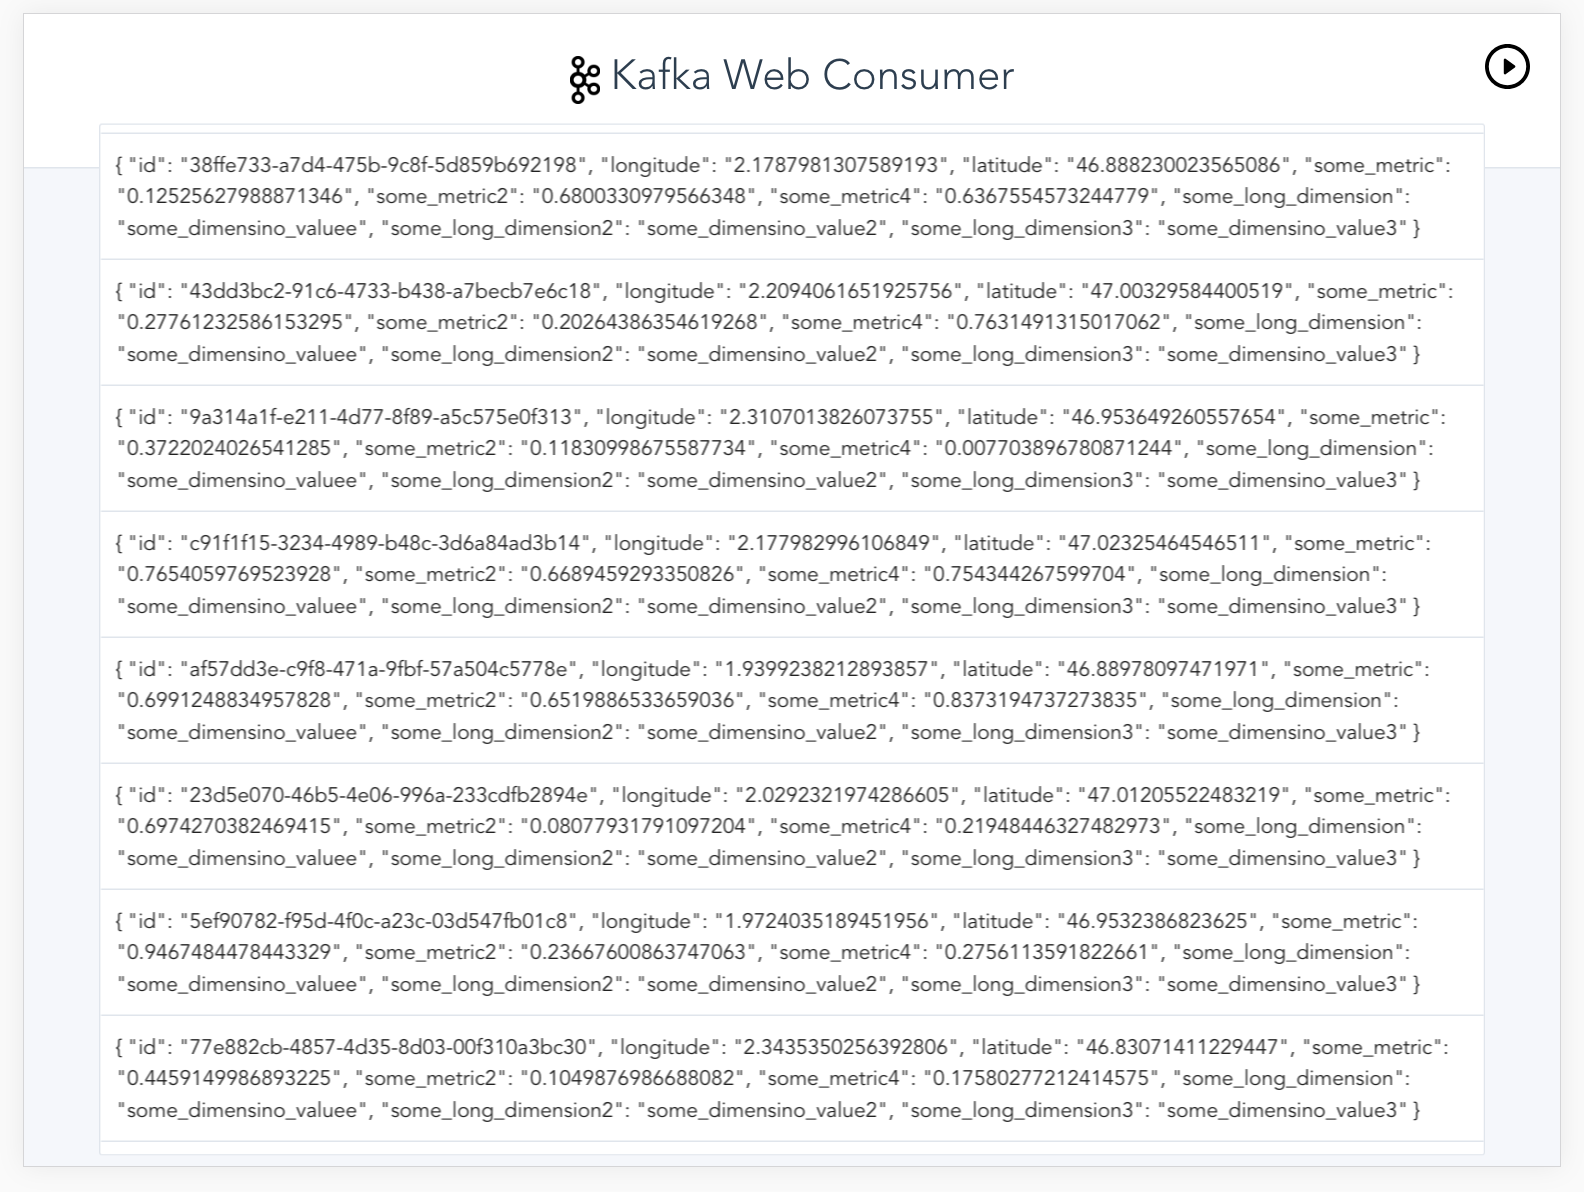 Kafka Web Consumer
{ "id": "38ffe733-a7d4-475b-9c8f-5d859b692198", "longitude": "2.1787981307589193", "latitude": "46.888230023565086", "some_metric":
"0.12525627988871346", "some_metric2": "0.6800330979566348", "some_metric4": "0.6367554573244779", "some_long_dimension":
"some_dimensino_valuee", "some_long_dimension2": "some_dimensino_value2", "some_long_dimension3": "some_dimensino_value3" }
{ "id": "43dd3bc2-91c6-4733-b438-a7becb7e6c18", "longitude": "2.2094061651925756", "latitude": "47.00329584400519", "some_metric":
"0.27761232586153295", "some_metric2": "0.20264386354619268", "some_metric4": "0.7631491315017062", "some_long_dimension":
"some_dimensino_valuee", "some_long_dimension2": "some_dimensino_value2", "some_long_dimension3": "some_dimensino_value3" }
{ "id": "9a314a1f-e211-4d77-8f89-a5c575e0f313", "longitude": "2.3107013826073755", "latitude": "46.953649260557654", "some_metric":
"0.3722024026541285", "some_metric2": "0.11830998675587734", "some_metric4": "0.007703896780871244", "some_long_dimension":
"some_dimensino_valuee", "some_long_dimension2": "some_dimensino_value2", "some_long_dimension3": "some_dimensino_value3" }
{ "id": "c91f1f15-3234-4989-b48c-3d6a84ad3b14", "longitude": "2.177982996106849", "latitude": "47.02325464546511", "some_metric":
"0.7654059769523928", "some_metric2": "0.6689459293350826", "some_metric4": "0.754344267599704", "some_long_dimension":
"some_dimensino_valuee", "some_long_dimension2": "some_dimensino_value2", "some_long_dimension3": "some_dimensino_value3" }
{ "id": "af57dd3e-c9f8-471a-9fbf-57a504c5778e", "longitude": "1.9399238212893857", "latitude": "46.88978097471971", "some_metric":
"0.6991248834957828", "some_metric2": "0.6519886533659036", "some_metric4": "0.8373194737273835", "some_long_dimension":
"some_dimensino_valuee", "some_long_dimension2": "some_dimensino_value2", "some_long_dimension3": "some_dimensino_value3" }
{ "id": "23d5e070-46b5-4e06-996a-233cdfb2894e", "longitude": "2.0292321974286605", "latitude": "47.01205522483219", "some_metric":
"0.6974270382469415", "some_metric2": "0.08077931791097204", "some_metric4": "0.21948446327482973", "some_long_dimension":
"some_dimensino_valuee", "some_long_dimension2": "some_dimensino_value2", "some_long_dimension3": "some_dimensino_value3" }
{ "id": "5ef90782-f95d-4f0c-a23c-03d547fb01c8", "longitude": "1.9724035189451956", "latitude": "46.9532386823625", "some_metric":
"0.9467484478443329", "some_metric2": "0.23667600863747063", "some_metric4": "0.2756113591822661", "some_long_dimension":
"some_dimensino_valuee", "some_long_dimension2": "some_dimensino_value2", "some_long_dimension3": "some_dimensino_value3" }
{ "id": "77e882cb-4857-4d35-8d03-00f310a3bc30", "longitude": "2.3435350256392806", "latitude": "46.83071411229447", "some_metric":
"0.4459149986893225", "some_metric2": "0.1049876986688082", "some_metric4": "0.17580277212414575", "some_long_dimension":
"some_dimensino_valuee", "some_long_dimension2": "some_dimensino_value2", "some_long_dimension3": "some_dimensino_value3" }